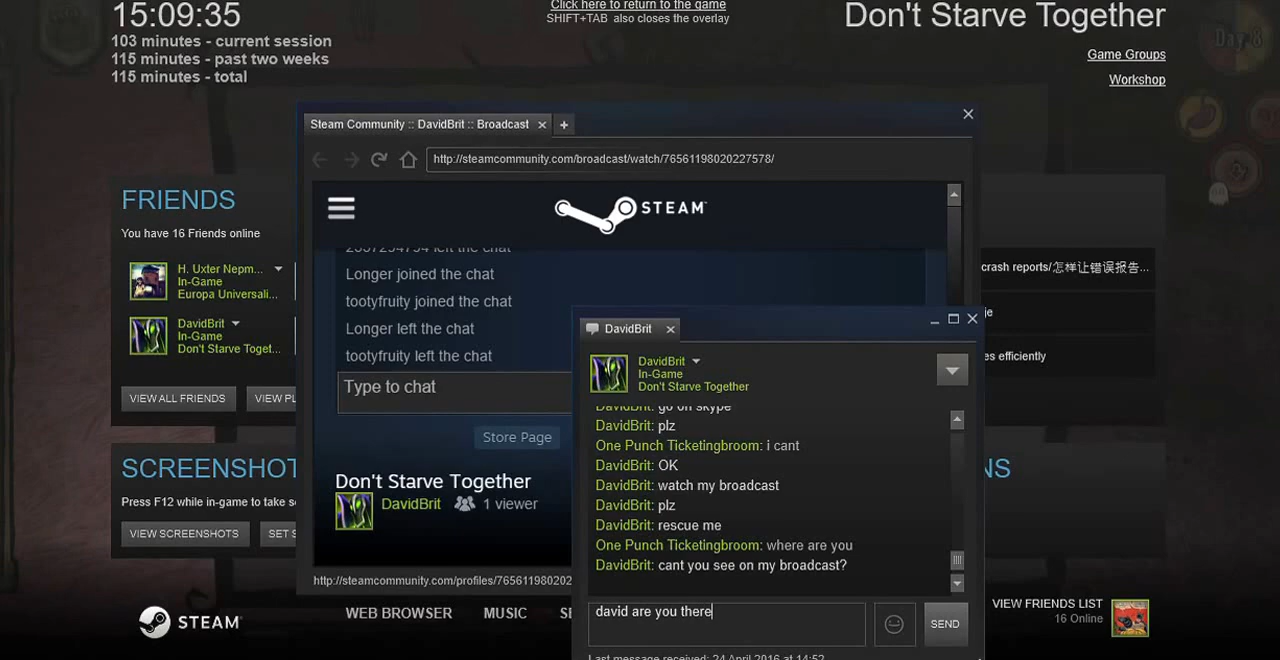 15:09:35
103 minutes - current session
115 minutes - past two weeks
115 minutes - total
Click here to return to the game
SHIFT+TAB also closes the overlay
Don't Starve Together
Day 8
Game Groups
Workshop
Steam Community :: DavidBrit :: Broadcast
http://steamcommunity.com/broadcast/watch/76561198020227578/
STEAM
FRIENDS
You have 16 Friends online
H. Uxter Nepm...
In-Game
Europa Universali...
DavidBrit
In-Game
Don't Starve Toget...
VIEW ALL FRIENDS
VIEW PL
SCREENSHOT
Press F12 while in-game to take s
VIEW SCREENSHOTS
SET S
2337294794 left the chat
Longer joined the chat
tootyfruity joined the chat
Longer left the chat
tootyfruity left the chat
Type to chat
Store Page
Don't Starve Together
DavidBrit
1 viewer
http://steamcommunity.com/profiles/765611980202
crash reports/怎样让错误报告...
es efficiently
NS
DavidBrit
DavidBrit
In-Game
Don't Starve Together
DavidBrit: go on skype
DavidBrit: plz
One Punch Ticketingbroom: i cant
DavidBrit: OK
DavidBrit: watch my broadcast
DavidBrit: plz
DavidBrit: rescue me
One Punch Ticketingbroom: where are you
DavidBrit: cant you see on my broadcast?
david are you there
SEND
Last message received: 24 April 2016 at 14:52
STEAM
WEB BROWSER
MUSIC
VIEW FRIENDS LIST
16 Online